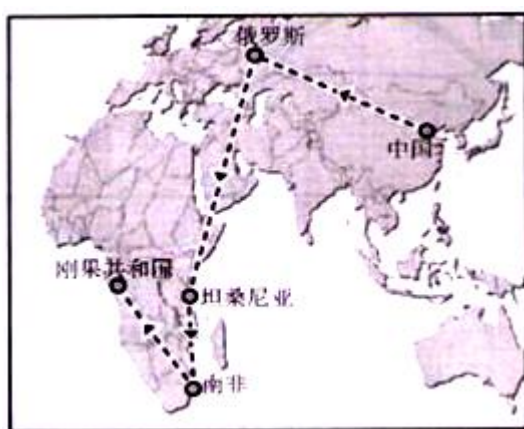 俄罗斯
中国
刚果共和国
坦桑尼亚
南非